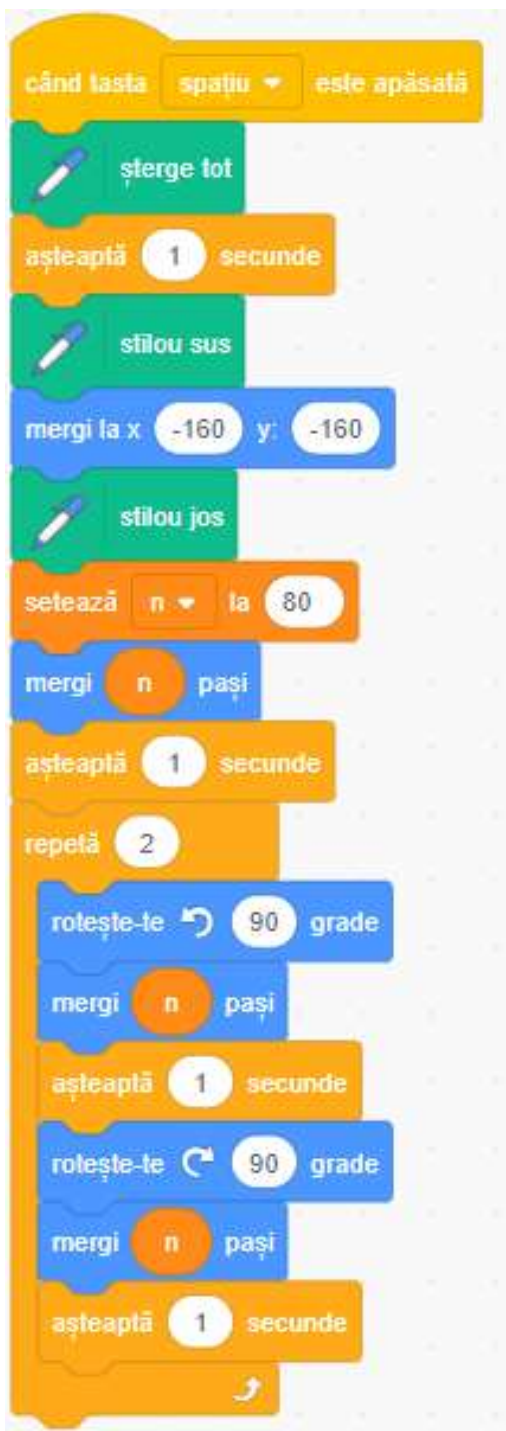 când tasta spațiu este apăsată
șterge tot
așteaptă 1 secunde
stilou sus
mergi la x -160 y: -160
stilou jos
setează n la 80
mergi n pași
așteaptă 1 secunde
repetă 2
rotește-te 90 grade
mergi n pași
așteaptă 1 secunde
rotește-te 90 grade
mergi n pași
așteaptă 1 secunde